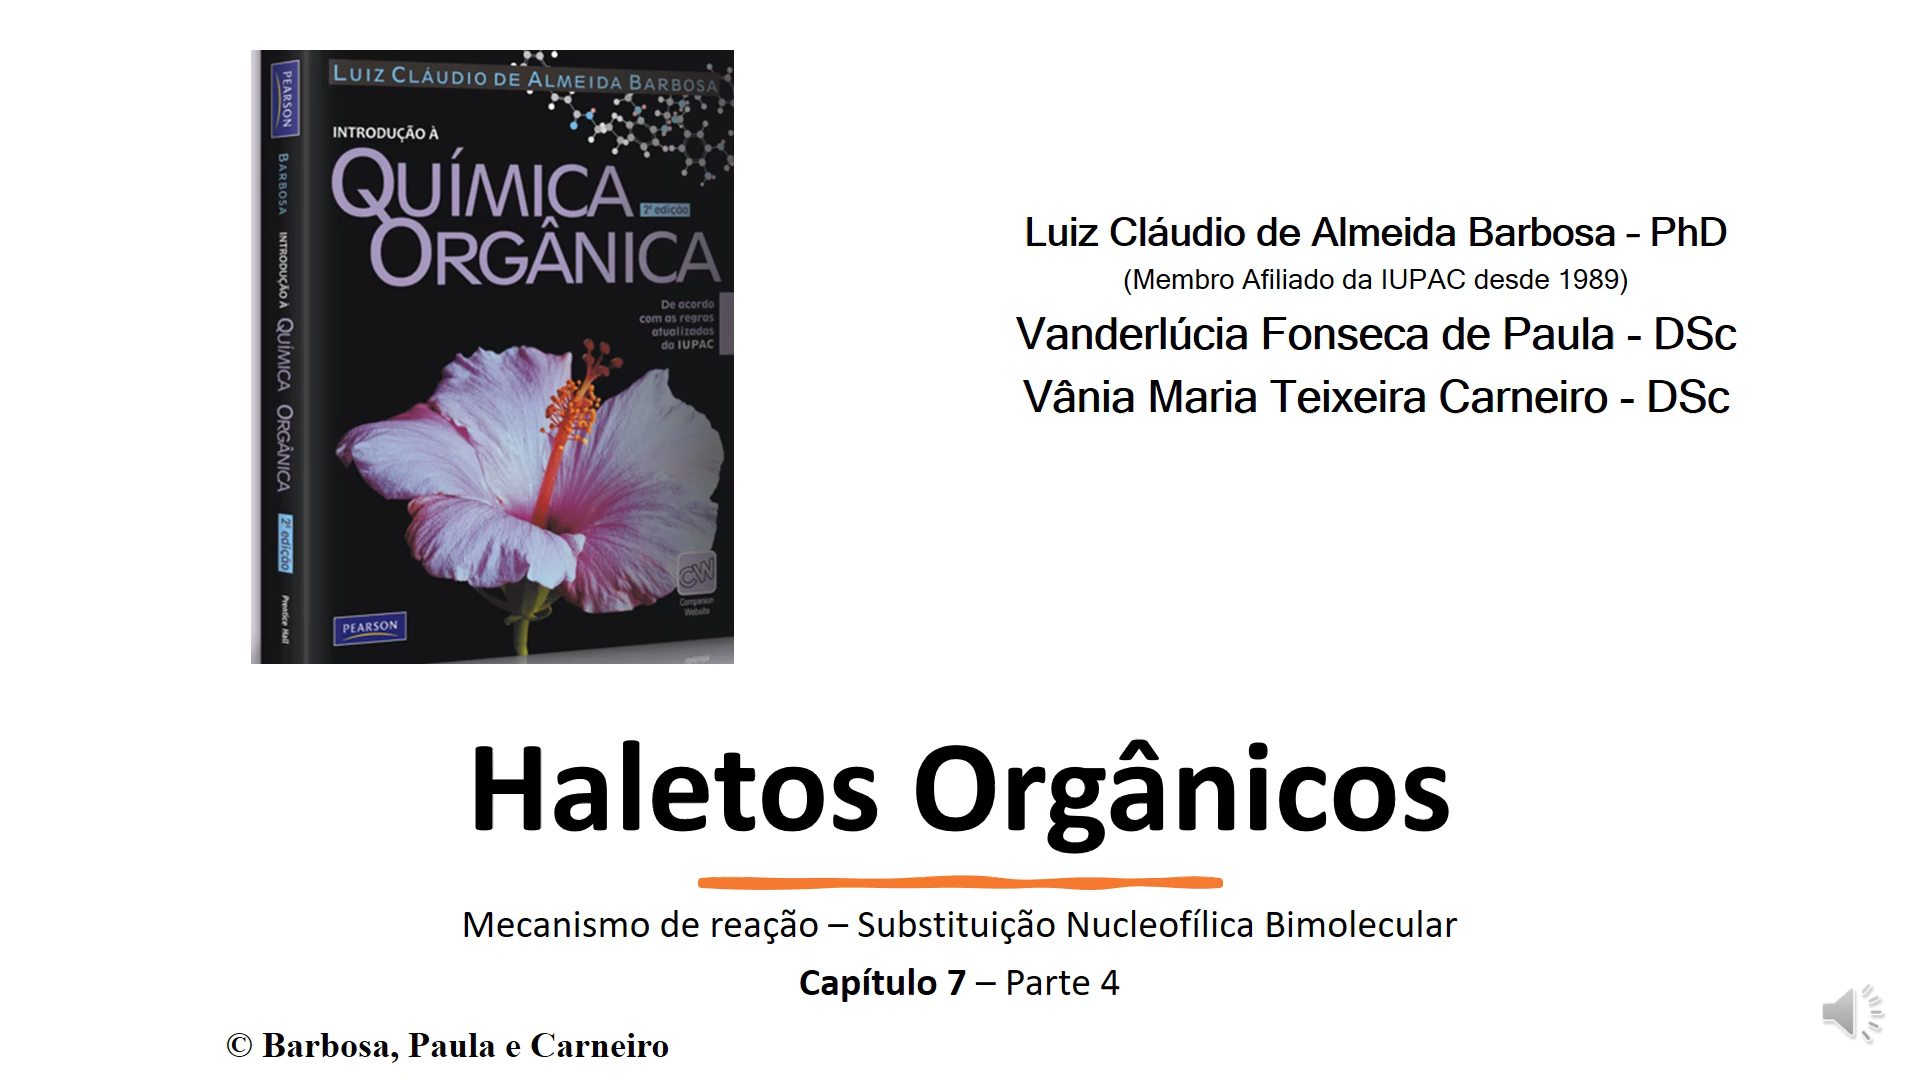 PEARSON
BARBOSA
INTRODUÇÃO À
QUÍMICA ORGÂNICA
2ª edição
Prentice Hall
LUIZ CLÁUDIO DE ALMEIDA BARBOSA
INTRODUÇÃO À
QUÍMICA
2ª edição
ORGÂNICA
De acordo
com as regras
atualizadas
da IUPAC
CW
Companion
Website
PEARSON
Luiz Cláudio de Almeida Barbosa - PhD
(Membro Afiliado da IUPAC desde 1989)
Vanderlúcia Fonseca de Paula - DSc
Vânia Maria Teixeira Carneiro - DSc
Haletos Orgânicos
Mecanismo de reação – Substituição Nucleofílica Bimolecular
Capítulo 7 – Parte 4
© Barbosa, Paula e Carneiro